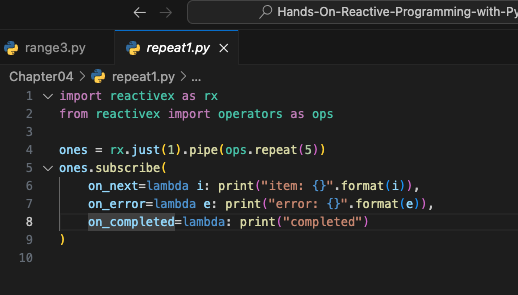 Hands-On-Reactive-Programming-with-Py
range3.py
repeat1.py
Chapter04 > repeat1.py > ...
1 import reactivex as rx
2 from reactivex import operators as ops
3
4 ones = rx.just(1).pipe(ops.repeat(5))
5 ones.subscribe(
6     on_next=lambda i: print("item: {}".format(i)),
7     on_error=lambda e: print("error: {}".format(e)),
8     on_completed=lambda: print("completed")
9 )
10